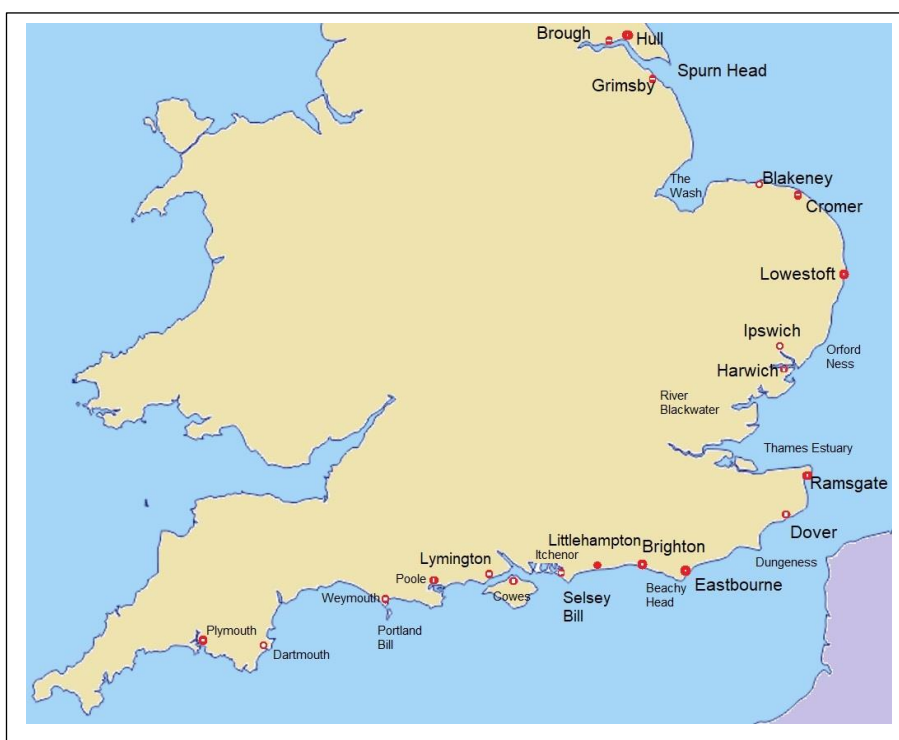 Brough
Hull
Spurn Head
Grimsby
The
Wash
Blakeney
Cromer
Lowestoft
Ipswich
Orford
Ness
Harwich
River
Blackwater
Thames Estuary
Ramsgate
Dover
Littlehampton
Brighton
Itchenor
Lymington
Dungeness
Poole
Eastbourne
Beachy
Head
Weymouth
Cowes
Selsey
Bill
Portland
Bill
Plymouth
Dartmouth